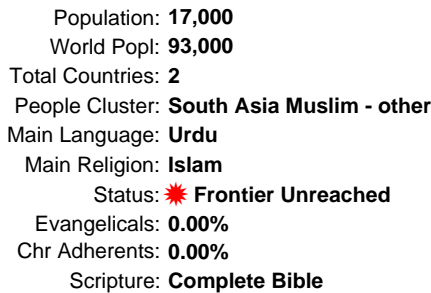 Population: 17,000
World Popl: 93,000
Total Countries: 2
People Cluster: South Asia Muslim - other
Main Language: Urdu
Main Religion: Islam
Status: Frontier Unreached
Evangelicals: 0.00%
Chr Adherents: 0.00%
Scripture: Complete Bible